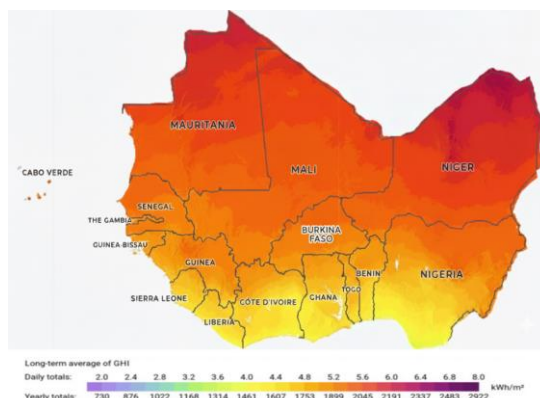 MAURITANIA
MALI
NIGER
CABO VERDE
SENEGAL
THE GAMBIA
BURKINA
FASO
GUINEA-BISSAU
GUINEA
BENIN
NIGERIA
TOGO
SIERRA LEONE
CÔTE D'IVOIRE
GHANA
LIBERIA
Long-term average of GHI
Daily totals: 2.0 2.4 2.8 3.2 3.6 4.0 4.4 4.8 5.2 5.6 6.0 6.4 6.8 8.0 kWh/m²
Yearly totals: 730 876 1022 1168 1314 1461 1607 1753 1899 2045 2191 2337 2483 2922